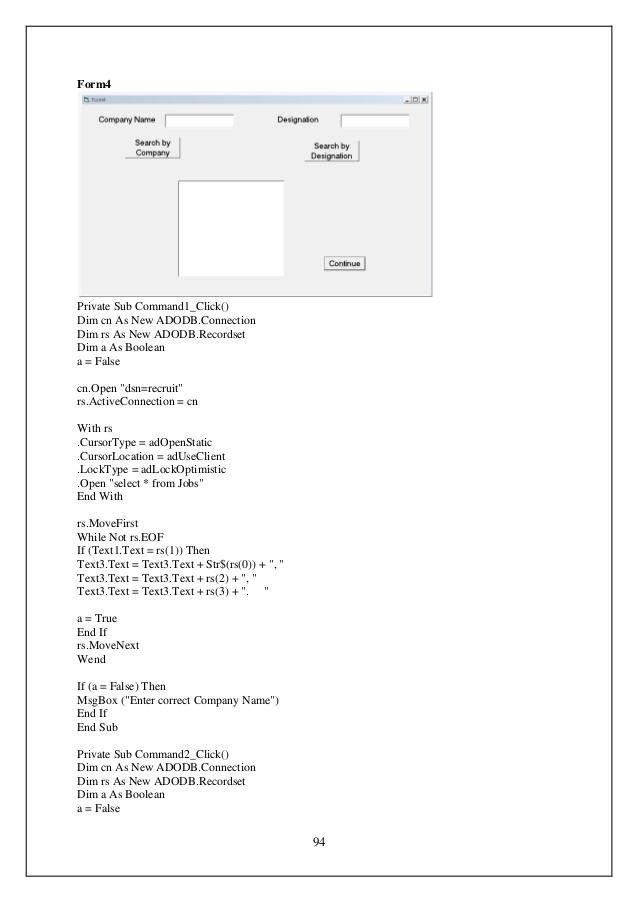 Form4
Form4
Company Name
Designation
Search by
Company
Search by
Designation
Continue
Private Sub Command1_Click()
Dim cn As New ADODB.Connection
Dim rs As New ADODB.Recordset
Dim a As Boolean
a = False
cn.Open "dsn=recruit"
rs.ActiveConnection = cn
With rs
.CursorType = adOpenStatic
.CursorLocation = adUseClient
.LockType = adLockOptimistic
.Open "select * from Jobs"
End With
rs.MoveFirst
While Not rs.EOF
If (Text1.Text = rs(1)) Then
Text3.Text = Text3.Text + Str$(rs(0)) + ", "
Text3.Text = Text3.Text + rs(2) + ", "
Text3.Text = Text3.Text + rs(3) + ".     "
a = True
End If
rs.MoveNext
Wend
If (a = False) Then
MsgBox ("Enter correct Company Name")
End If
End Sub
Private Sub Command2_Click()
Dim cn As New ADODB.Connection
Dim rs As New ADODB.Recordset
Dim a As Boolean
a = False
94